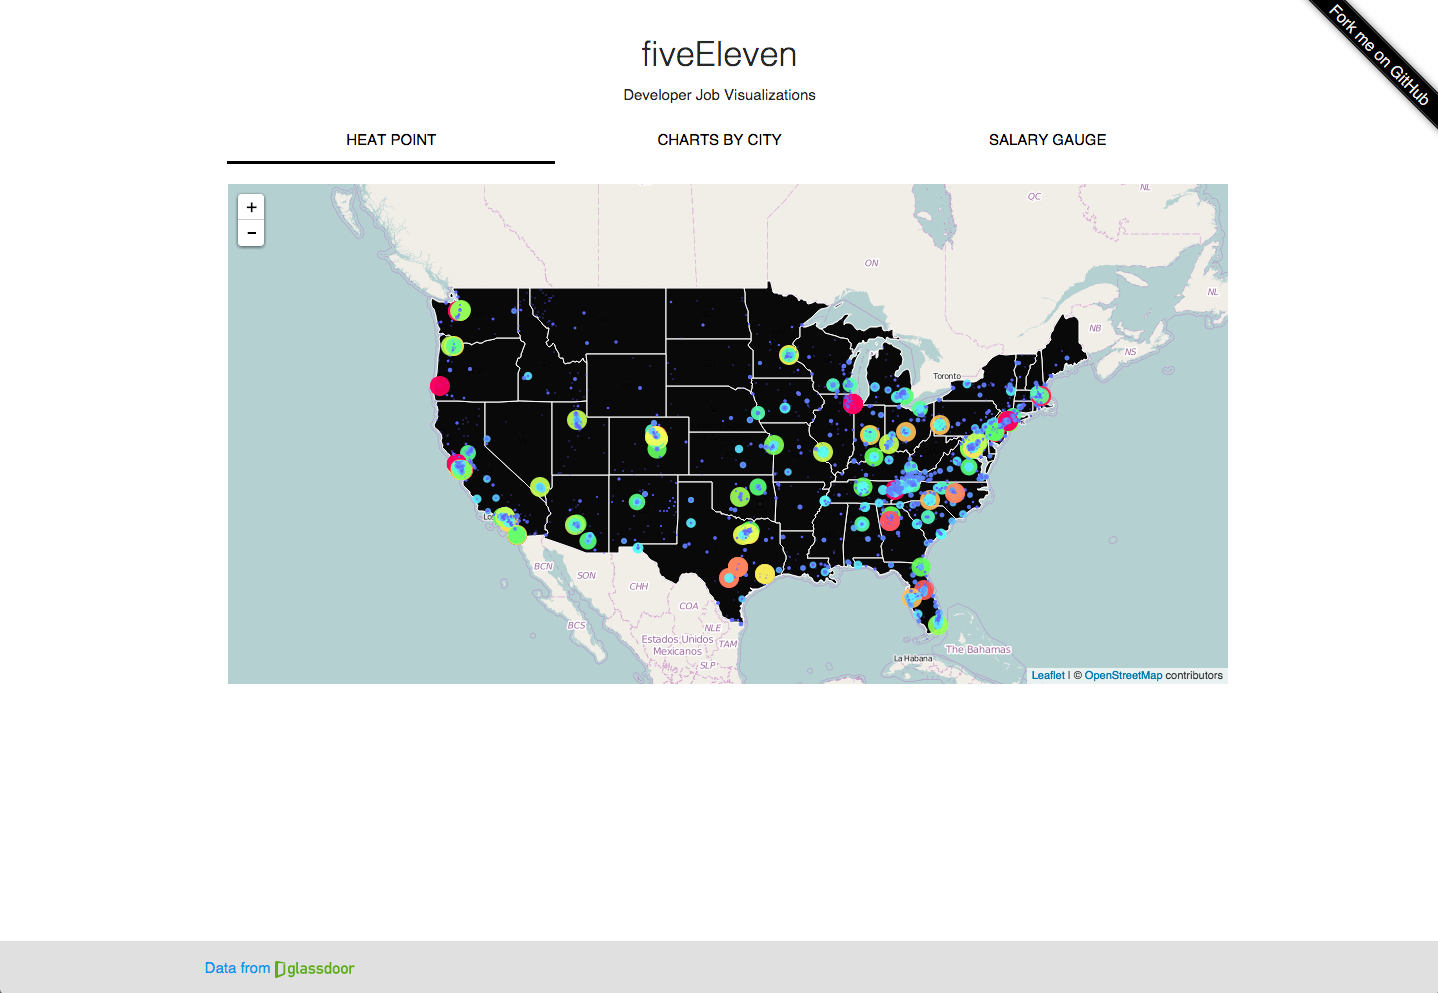 fiveEleven
Fork me on GitHub
Developer Job Visualizations
HEAT POINT
CHARTS BY CITY
SALARY GAUGE
+
−
NL
QC
ON
NL
NB
NS
Toronto
BCN
SON
CHH
COA
BCS
NLE
Estados Unidos
Mexicanos
TAM
SLP
La Habana
The Bahamas
Leaflet | © OpenStreetMap contributors
Data from glassdoor